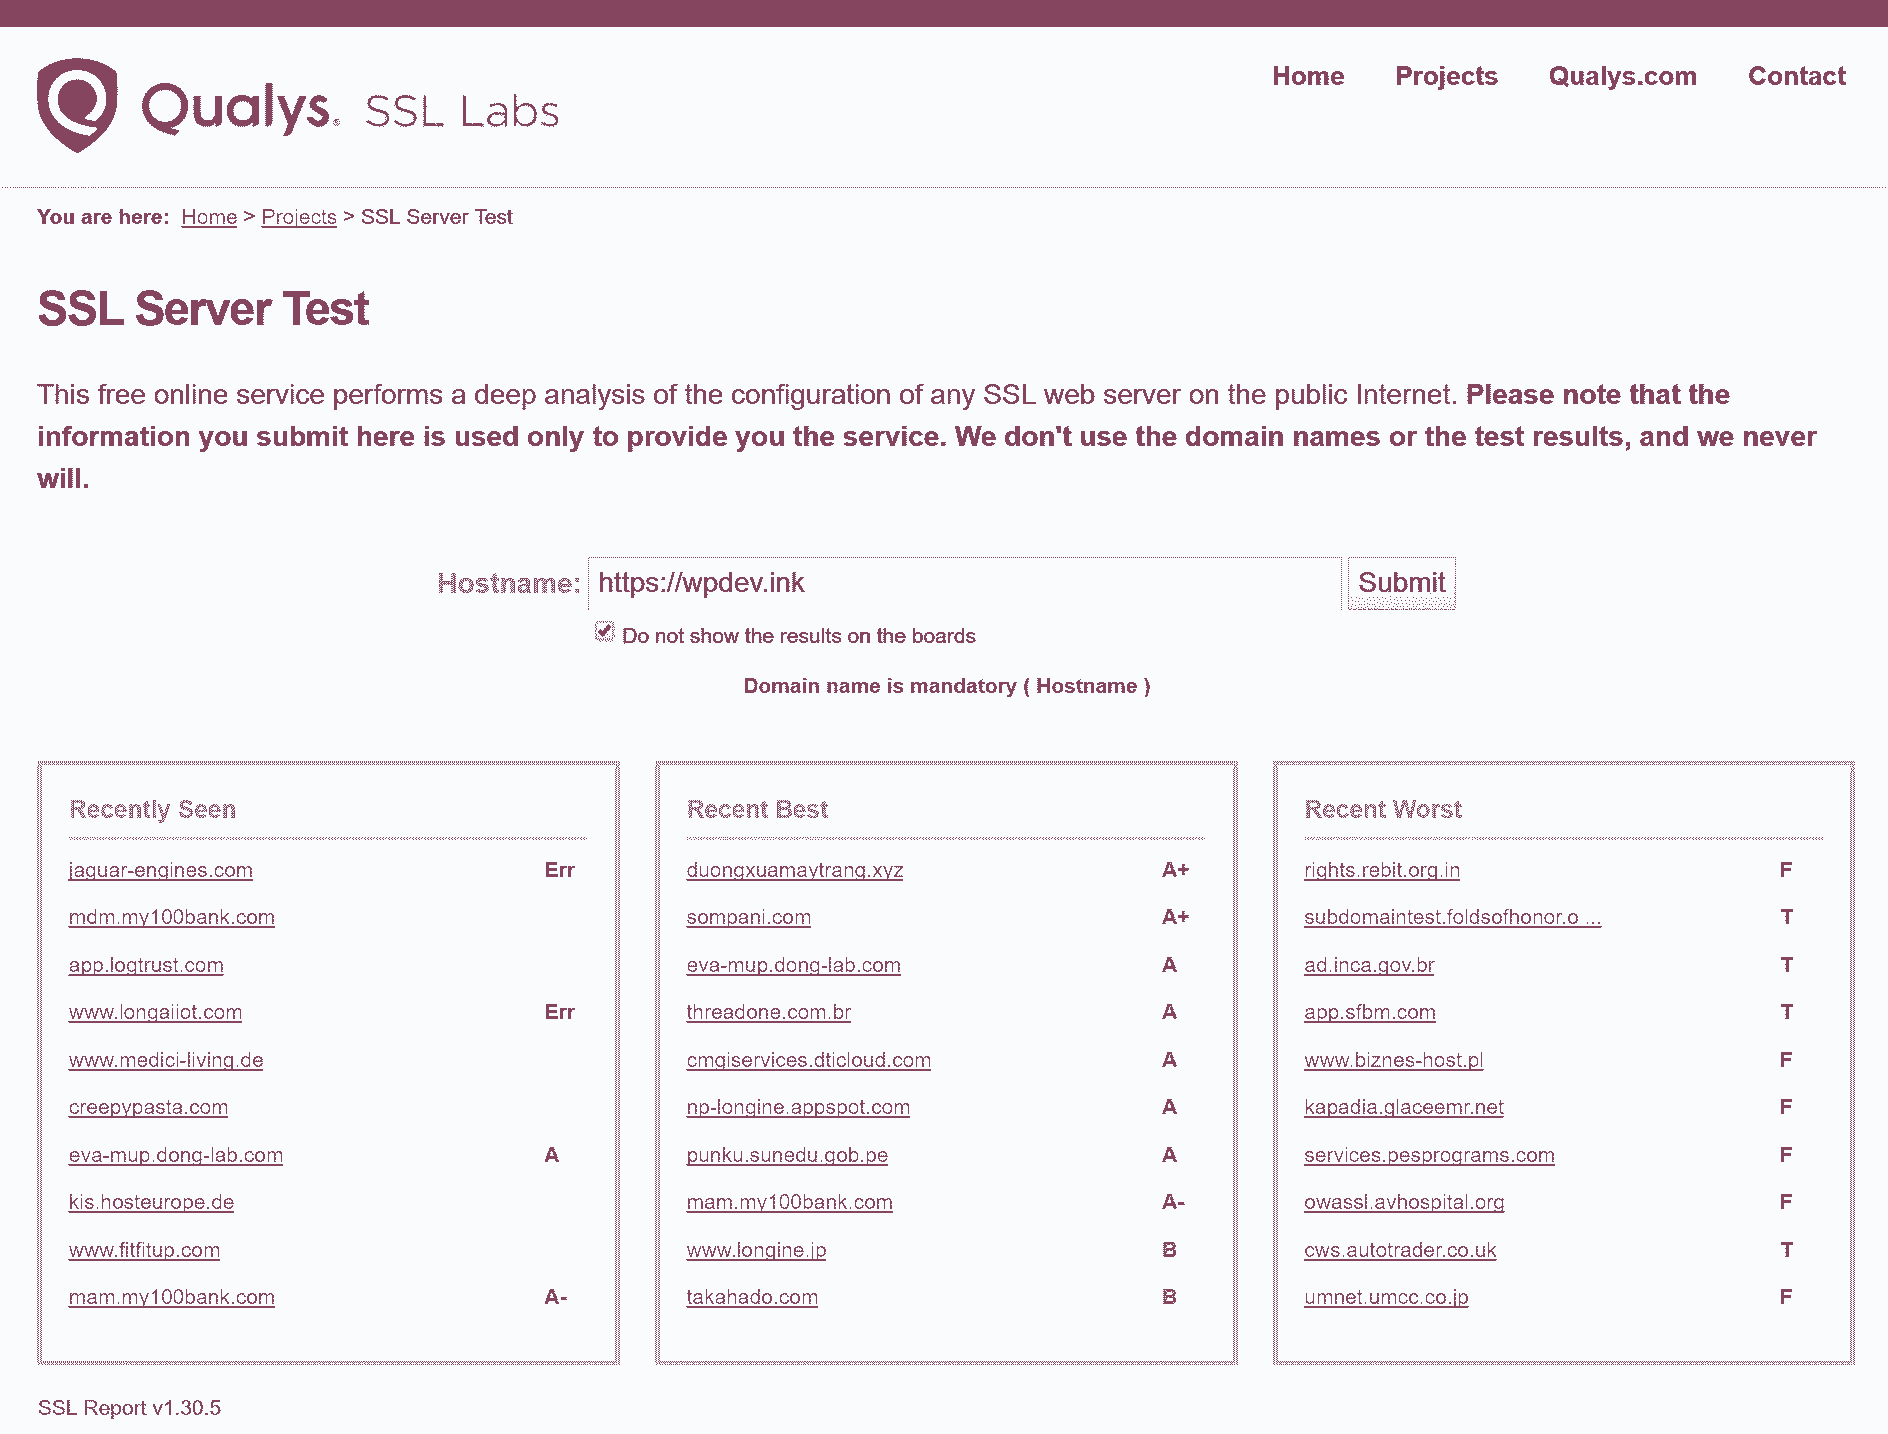 Qualys. SSL Labs
Home Projects Qualys.com Contact
You are here: Home > Projects > SSL Server Test
SSL Server Test
This free online service performs a deep analysis of the configuration of any SSL web server on the public Internet. Please note that the
information you submit here is used only to provide you the service. We don't use the domain names or the test results, and we never
will.
Hostname: https://wpdev.ink Submit
Do not show the results on the boards
Domain name is mandatory ( Hostname )
Recently Seen
jaguar-engines.com Err
mdm.my100bank.com
app.logtrust.com
www.longaiiot.com Err
www.medici-living.de
creepypasta.com
eva-mup.dong-lab.com A
kis.hosteurope.de
www.fitfitup.com
mam.my100bank.com A-
Recent Best
duongxuamaytrang.xyz A+
sompani.com A+
eva-mup.dong-lab.com A
threadone.com.br A
cmgiservices.dticloud.com A
np-longine.appspot.com A
punku.sunedu.gob.pe A
mam.my100bank.com A-
www.longine.jp B
takahado.com B
Recent Worst
rights.rebit.org.in F
subdomaintest.foldsofhonor.o ... T
ad.inca.gov.br T
app.sfbm.com T
www.biznes-host.pl F
kapadia.glaceemr.net F
services.pesprograms.com F
owassl.avhospital.org F
cws.autotrader.co.uk T
umnet.umcc.co.jp F
SSL Report v1.30.5